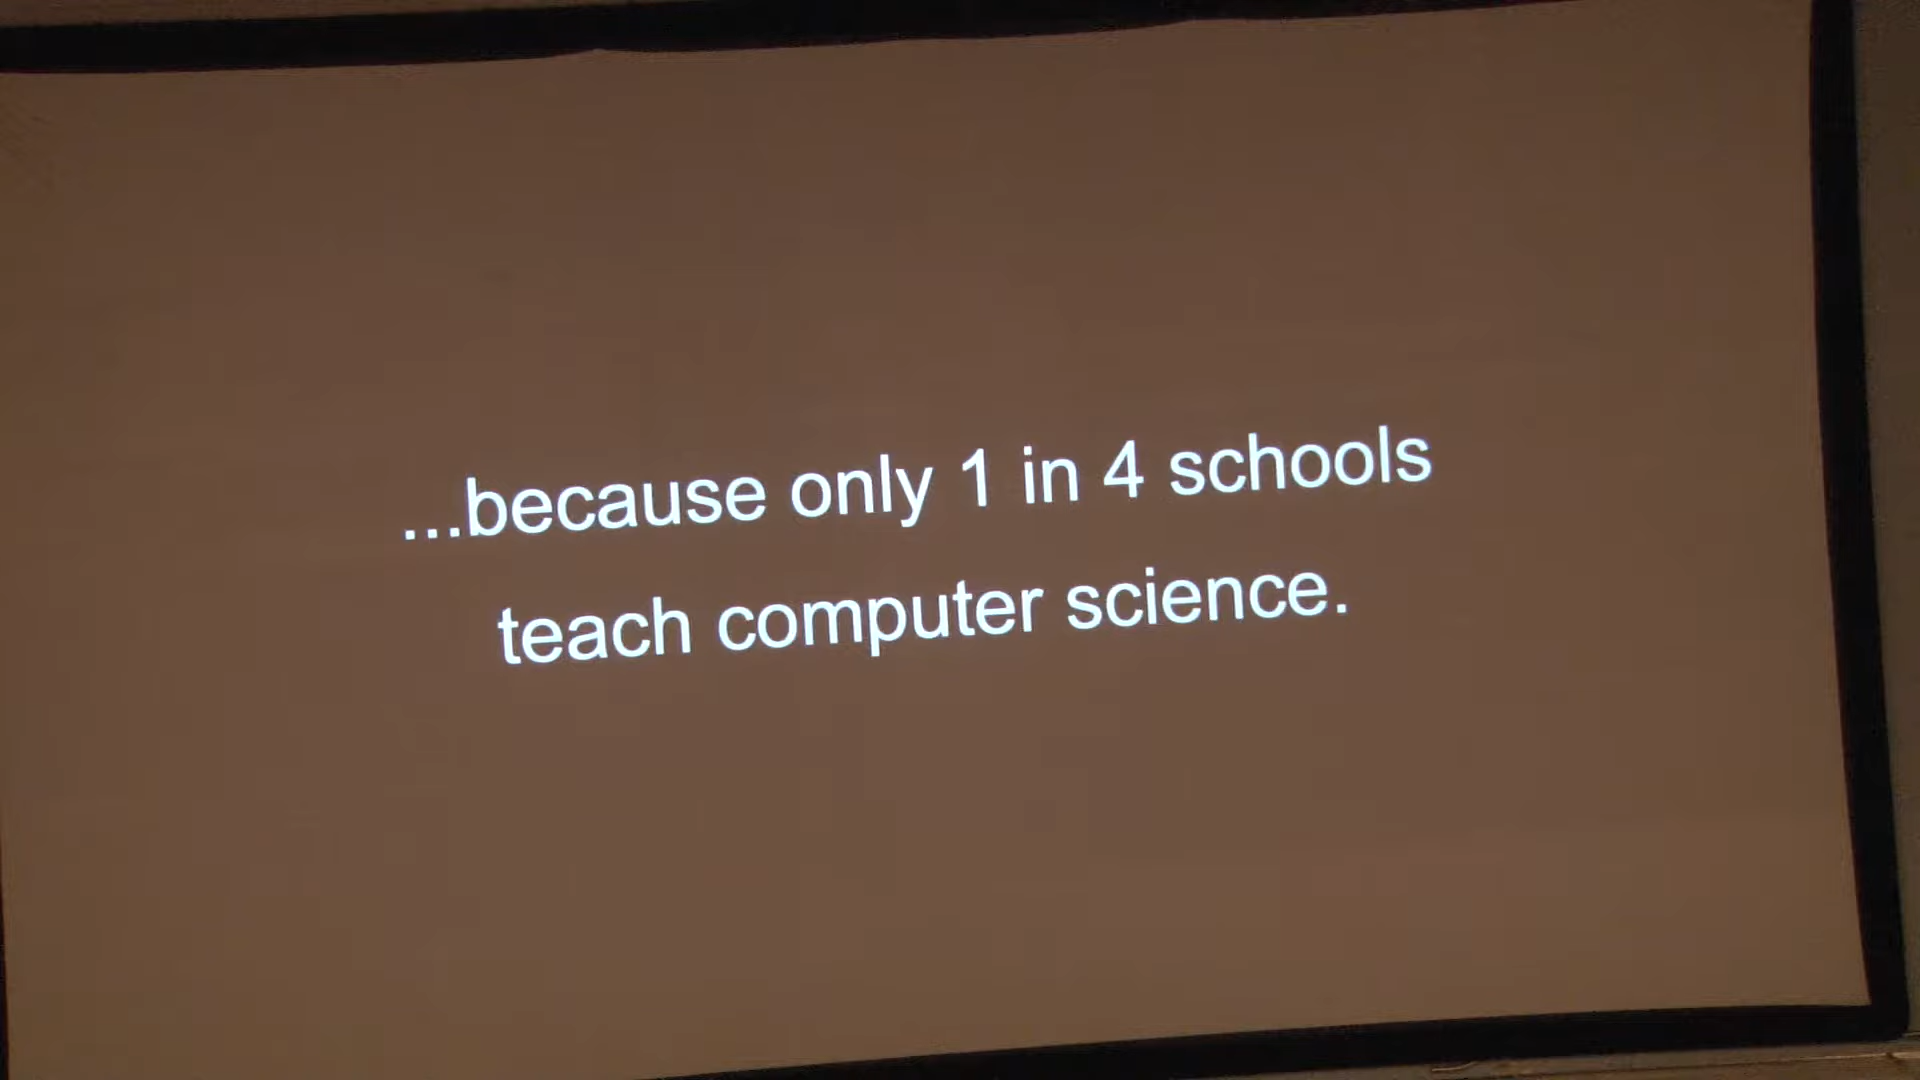 ...because only 1 in 4 schools
teach computer science.